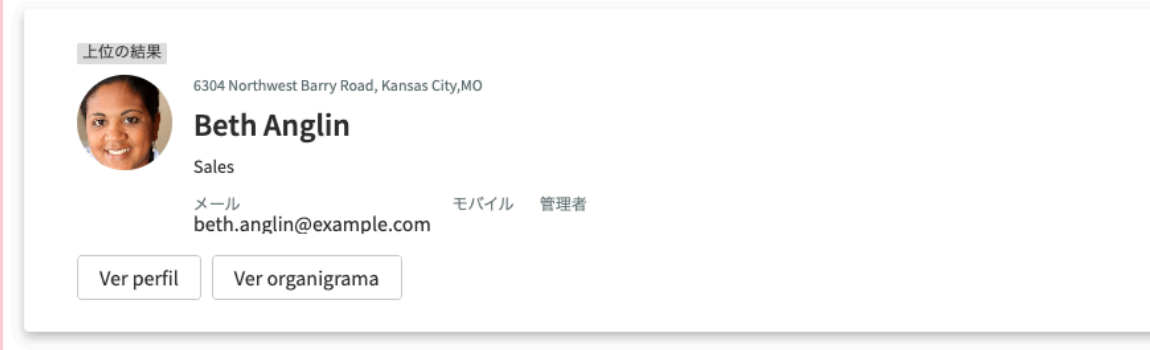 上位の結果
6304 Northwest Barry Road, Kansas City,MO
Beth Anglin
Sales
メール モバイル 管理者
beth.anglin@example.com
Ver perfil Ver organigrama